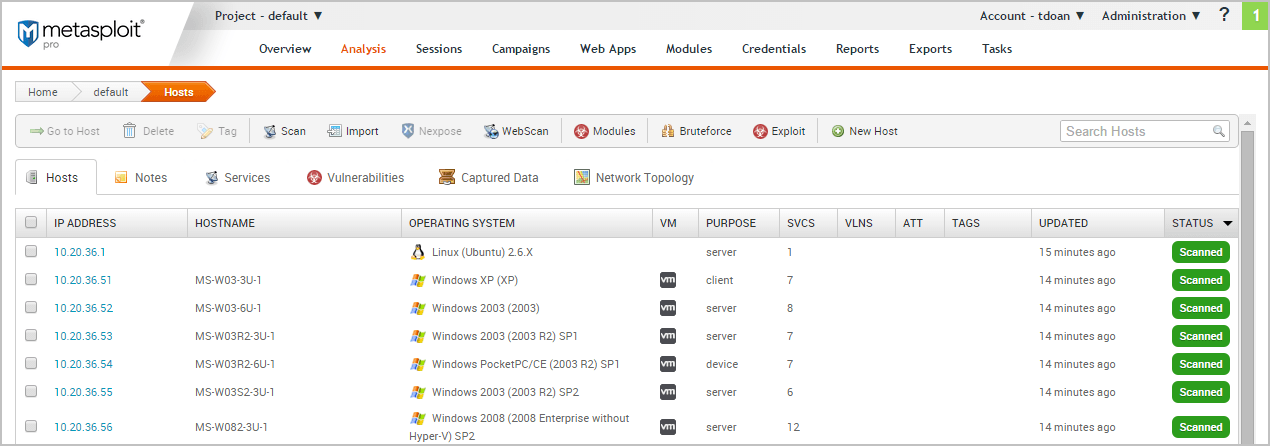 metasploit®
pro
Project - default ▼ Account - tdoan ▼ Administration ▼ ? 1
Overview Analysis Sessions Campaigns Web Apps Modules Credentials Reports Exports Tasks
Home default Hosts
Go to Host Delete Tag Scan Import Nexpose WebScan Modules Bruteforce Exploit New Host Search Hosts
Hosts Notes Services Vulnerabilities Captured Data Network Topology
IP ADDRESS HOSTNAME OPERATING SYSTEM VM PURPOSE SVCS VLNS ATT TAGS UPDATED STATUS
10.20.36.1 Linux (Ubuntu) 2.6.X server 1 15 minutes ago Scanned
10.20.36.51 MS-W03-3U-1 Windows XP (XP) vm client 7 14 minutes ago Scanned
10.20.36.52 MS-W03-6U-1 Windows 2003 (2003) vm server 8 14 minutes ago Scanned
10.20.36.53 MS-W03R2-3U-1 Windows 2003 (2003 R2) SP1 vm server 7 14 minutes ago Scanned
10.20.36.54 MS-W03R2-6U-1 Windows PocketPC/CE (2003 R2) SP1 vm device 7 14 minutes ago Scanned
10.20.36.55 MS-W03S2-3U-1 Windows 2003 (2003 R2) SP2 vm server 6 14 minutes ago Scanned
10.20.36.56 MS-W082-3U-1 Windows 2008 (2008 Enterprise without vm server 12 14 minutes ago Scanned
Hyper-V) SP2